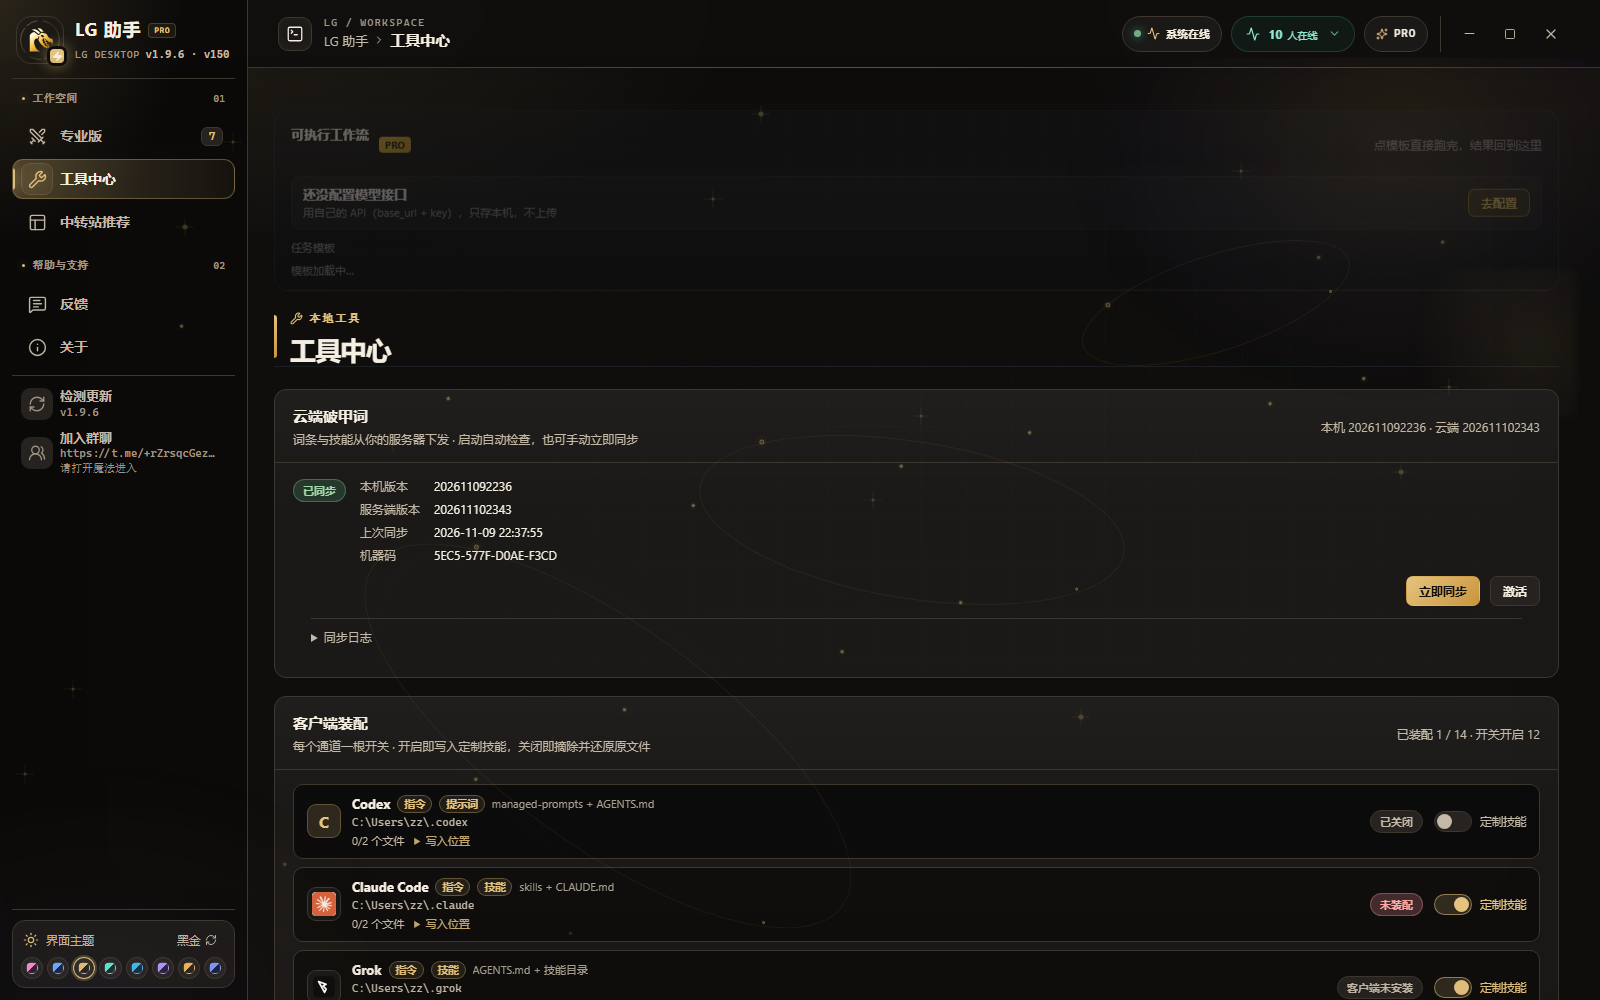 LG 助手 PRO
LG DESKTOP v1.9.6 · v150
工作空间 01
专业版 7
工具中心
中转站推荐
帮助与支持 02
反馈
关于
检测更新
v1.9.6
加入群聊
https://t.me/+rZrsqcGez…
请打开魔法进入
界面主题 黑金
LG / WORKSPACE
LG 助手 › 工具中心
系统在线
10 人在线
PRO
可执行工作流 PRO
点模板直接跑完，结果回到这里
还没配置模型接口
用自己的 API（base_url + key），只存本机，不上传
去配置
任务模板
模板加载中...
本地工具
工具中心
云端破甲词
词条与技能从你的服务器下发 · 启动自动检查，也可手动立即同步
本机 202611092236 · 云端 202611102343
已同步
本机版本 202611092236
服务端版本 202611102343
上次同步 2026-11-09 22:37:55
机器码 5EC5-577F-D0AE-F3CD
立即同步 激活
▶ 同步日志
客户端装配
每个通道一根开关 · 开启即写入定制技能，关闭即摘除并还原原文件
已装配 1 / 14 · 开关开启 12
C
Codex 指令 提示词 managed-prompts + AGENTS.md
C:\Users\zz\.codex
0/2 个文件 ▶ 写入位置
已关闭 定制技能
Claude Code 指令 技能 skills + CLAUDE.md
C:\Users\zz\.claude
0/2 个文件 ▶ 写入位置
未装配 定制技能
Grok 指令 技能 AGENTS.md + 技能目录
C:\Users\zz\.grok
客户端未安装 定制技能